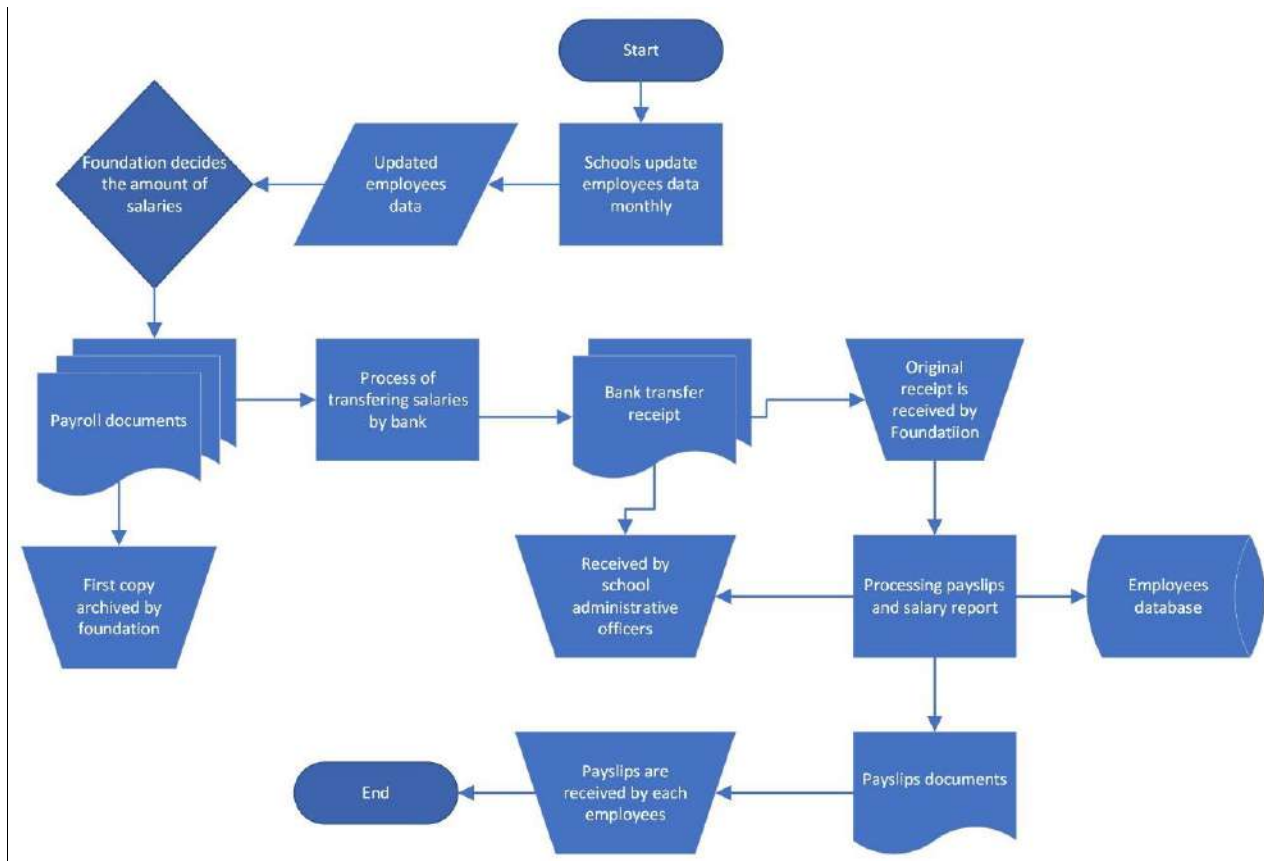 Start
Schools update
employees data
monthly
Updated
employees
data
Foundation decides
the amount of
salaries
Payroll documents
Process of
transfering salaries
by bank
Bank transfer
receipt
Original
receipt is
received by
Foundatiion
First copy
archived by
foundation
Received by
school
administrative
officers
Processing payslips
and salary report
Employees
database
Payslips documents
Payslips are
received by each
employees
End